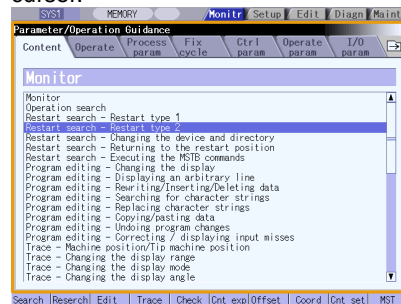 cursor.
SYS1 MEMORY Monitr Setup Edit Diagn Maint
Parameter/Operation Guidance
Content Operate Process param Fix cycle Ctrl param Operate param I/O param
Monitor
Monitor
Operation search
Restart search - Restart type 1
Restart search - Restart type 2
Restart search - Changing the device and directory
Restart search - Returning to the restart position
Restart search - Executing the MSTB commands
Program editing - Changing the display
Program editing - Displaying an arbitrary line
Program editing - Rewriting/Inserting/Deleting data
Program editing - Searching for character strings
Program editing - Replacing character strings
Program editing - Copying/pasting data
Program editing - Undoing program changes
Program editing - Correcting / displaying input misses
Trace - Machine position/Tip machine position
Trace - Changing the display range
Trace - Changing the display mode
Trace - Changing the display angle
Search Reserch Edit Trace Check Cnt exp Offset Coord Cnt set MST